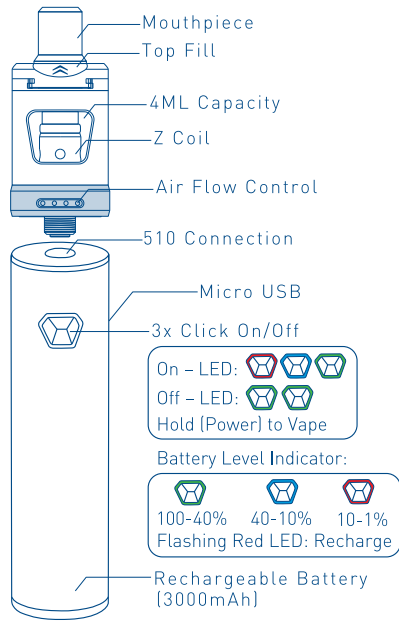 Mouthpiece
Top Fill
4ML Capacity
Z Coil
Air Flow Control
510 Connection
Micro USB
3x Click On/Off
On – LED:
Off – LED:
Hold (Power) to Vape
Battery Level Indicator:
100-40% 40-10% 10-1%
Flashing Red LED: Recharge
Rechargeable Battery
(3000mAh)